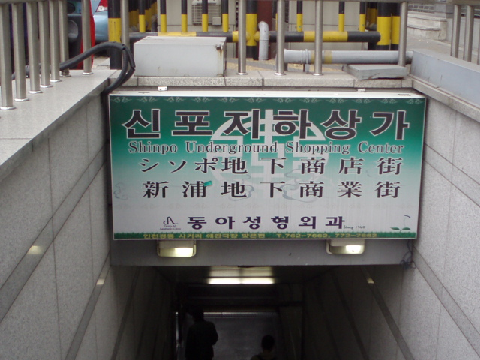 신포지하상가
Shinpo Underground Shopping Center
シソポ地下商店街
新浦地下商業街
동아성형외과